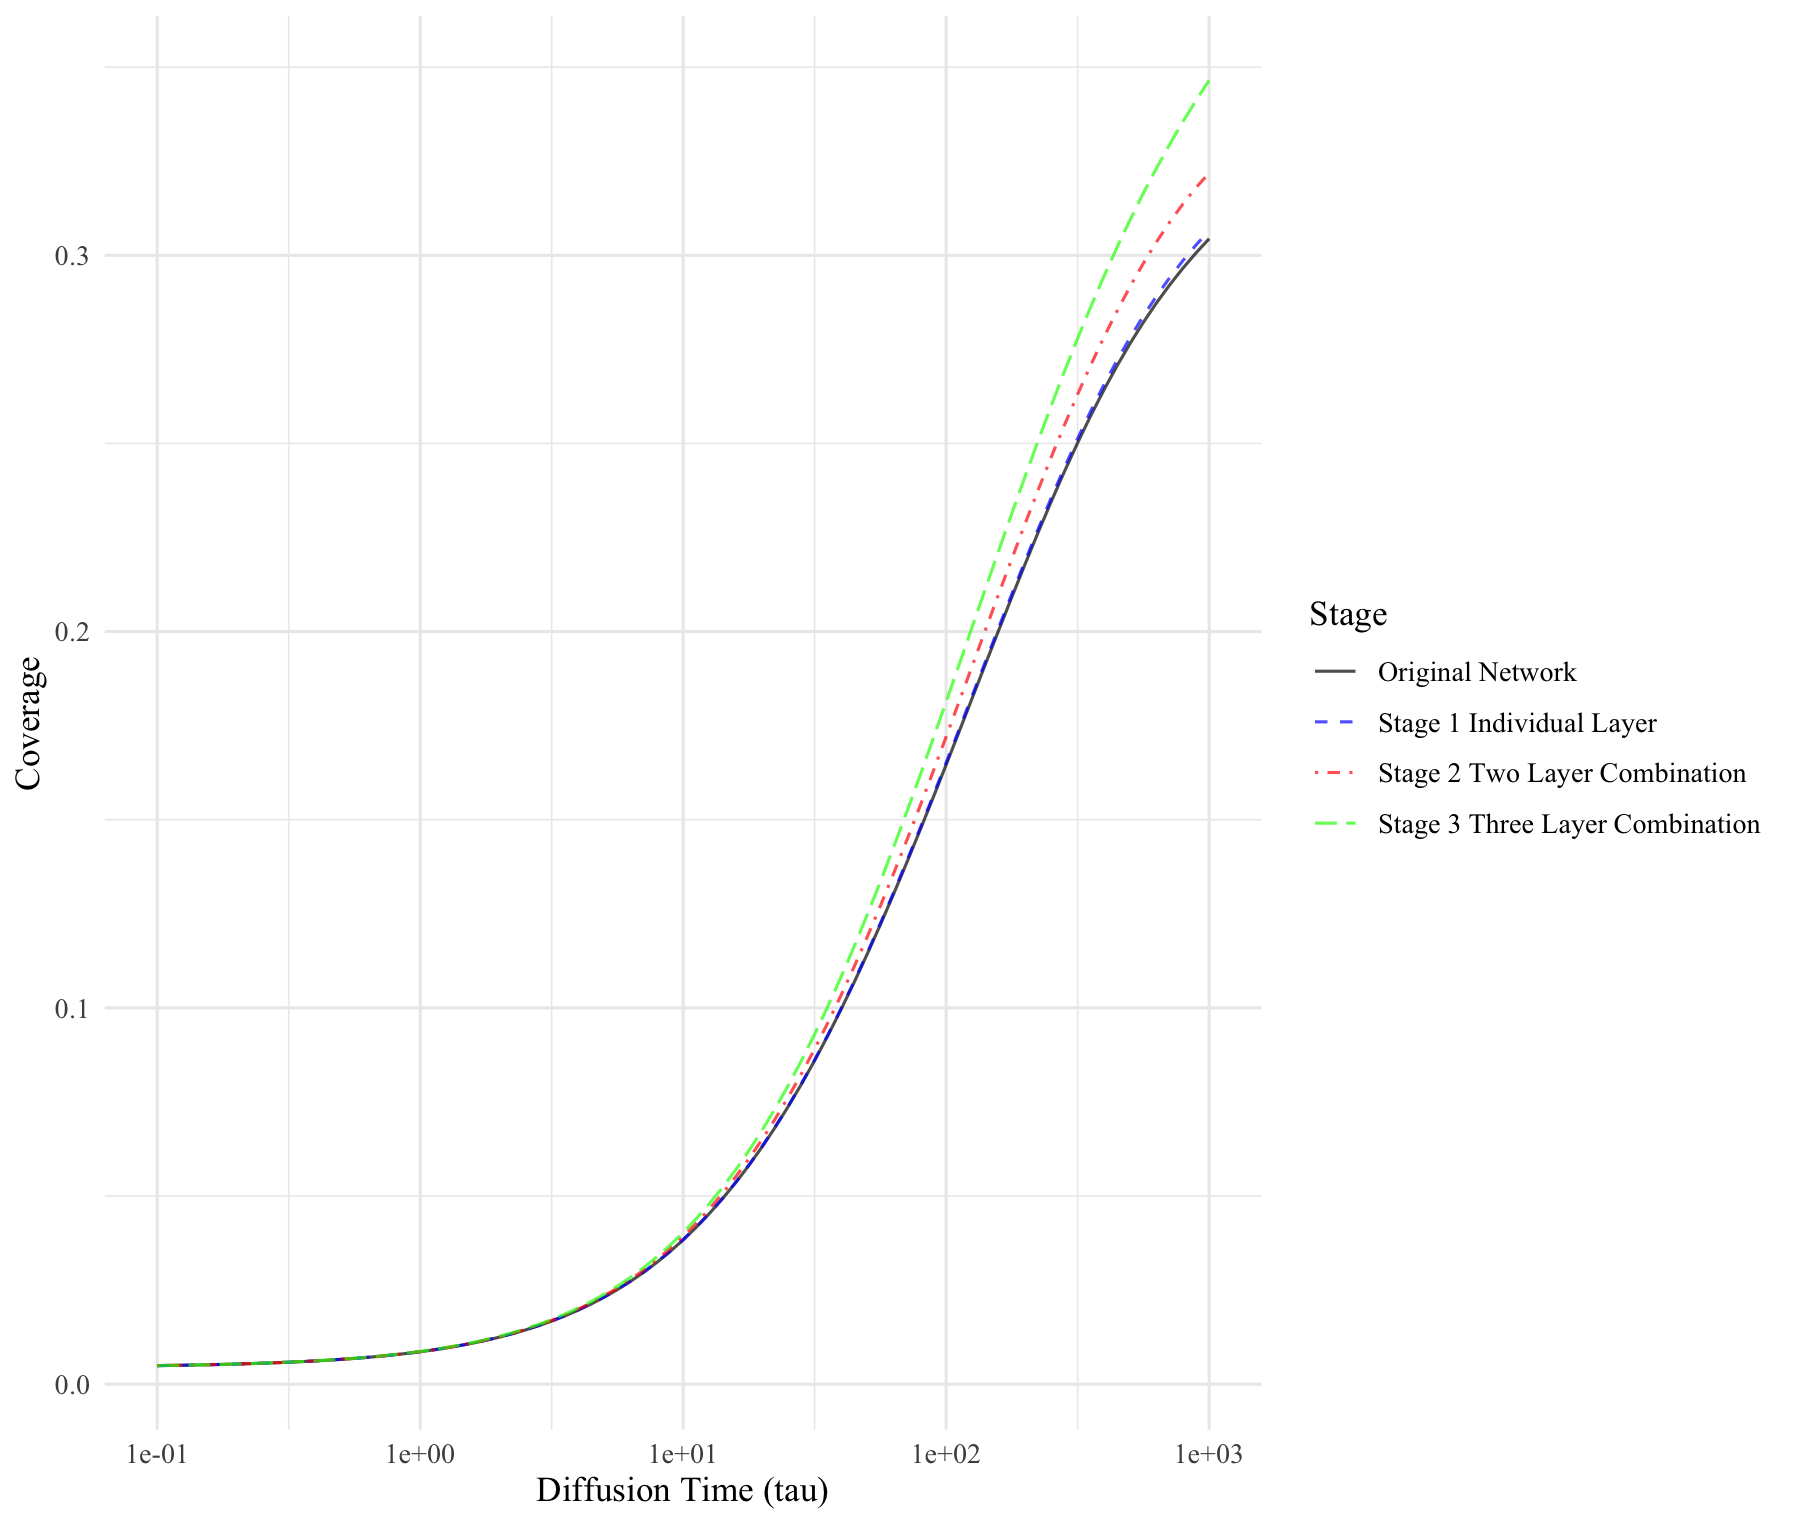 0.3
0.2
0.1
0.0
Coverage
1e-01
1e+00
1e+01
1e+02
1e+03
Diffusion Time (tau)
Stage
Original Network
Stage 1 Individual Layer
Stage 2 Two Layer Combination
Stage 3 Three Layer Combination